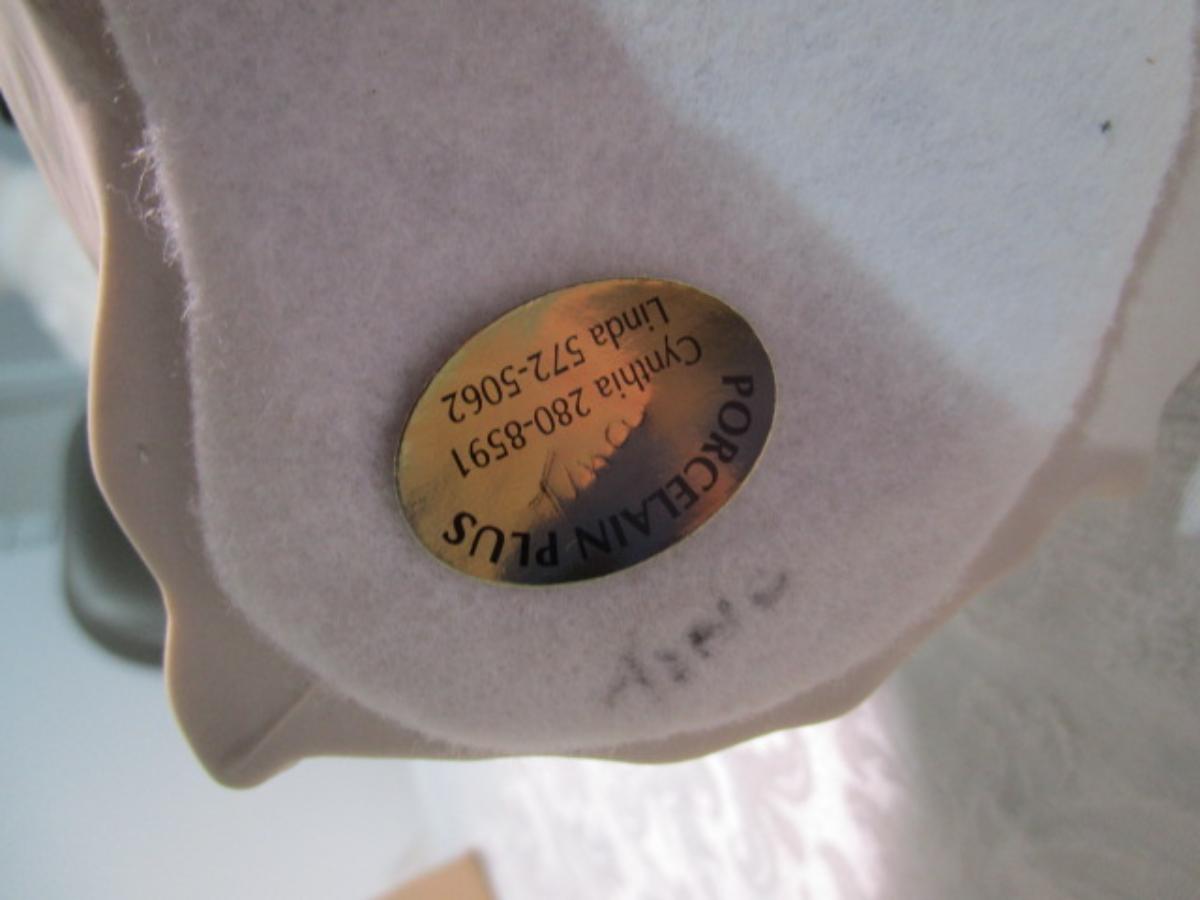 PORCELAIN PLUS
Cynthia 280-8591
Linda 572-5062